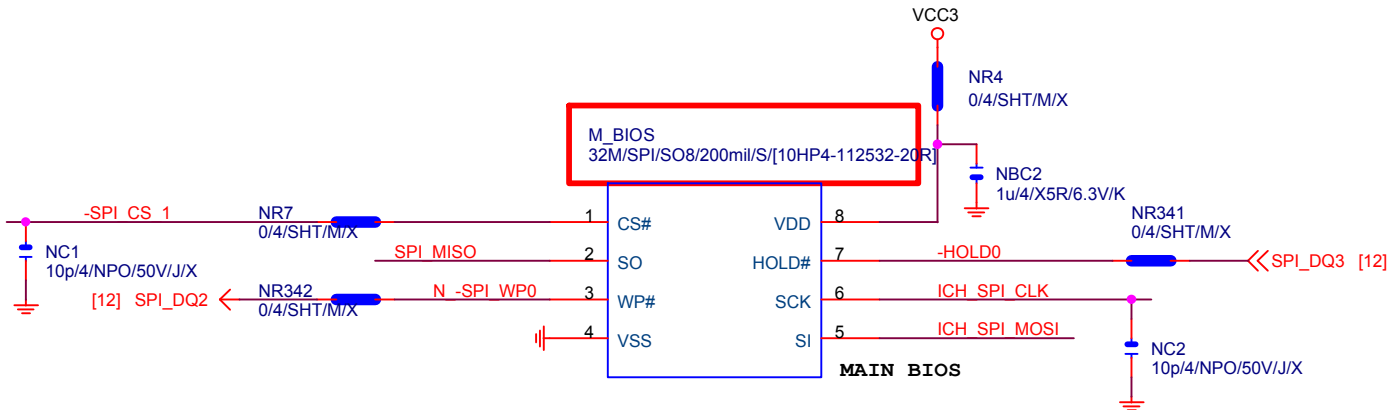 VCC3
NR4
0/4/SHT/M/X
M_BIOS
32M/SPI/SO8/200mil/S/[10HP4-112532-20R]
NBC2
1u/4/X5R/6.3V/K
-SPI_CS_1
NR7
0/4/SHT/M/X
1
CS#
VDD
8
NR341
0/4/SHT/M/X
NC1
10p/4/NPO/50V/J/X
SPI_MISO
2
SO
HOLD#
7
-HOLD0
SPI_DQ3 [12]
[12] SPI_DQ2
NR342
0/4/SHT/M/X
N_-SPI_WP0
3
WP#
SCK
6
ICH_SPI_CLK
4
VSS
SI
5
ICH_SPI_MOSI
NC2
10p/4/NPO/50V/J/X
MAIN BIOS